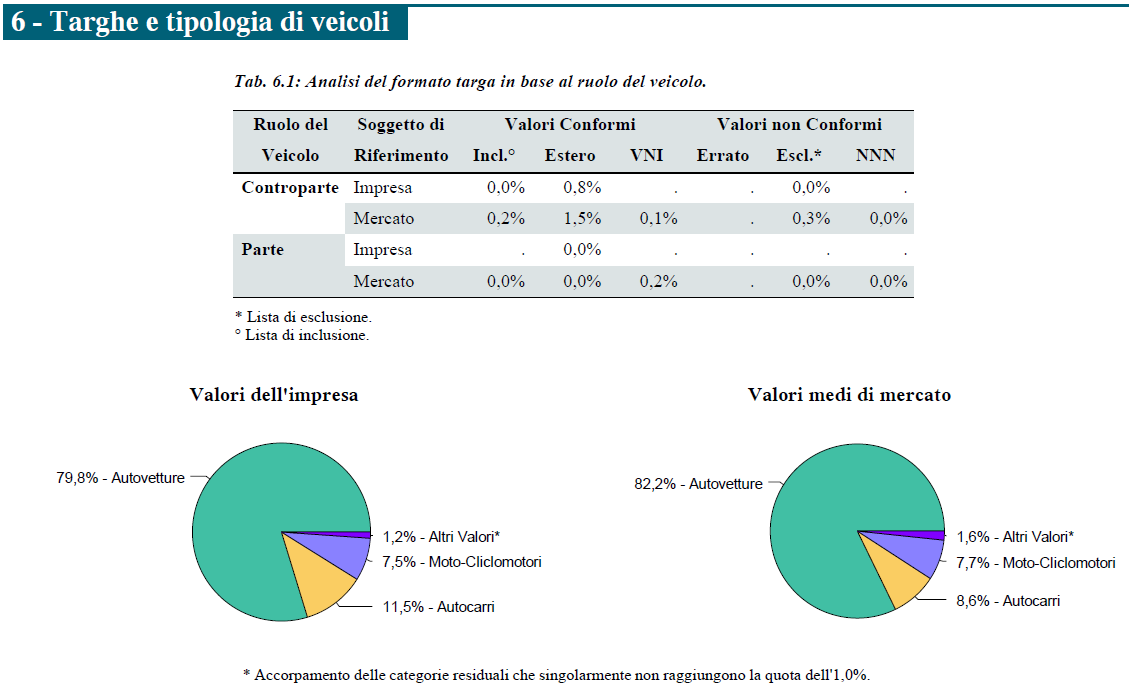 6 - Targhe e tipologia di veicoli
Tab. 6.1: Analisi del formato targa in base al ruolo del veicolo.
Ruolo del Soggetto di Valori Conformi Valori non Conformi
Veicolo Riferimento Incl.° Estero VNI Errato Escl.* NNN
Controparte Impresa 0,0% 0,8% . . 0,0% .
Mercato 0,2% 1,5% 0,1% . 0,3% 0,0%
Parte Impresa . 0,0% . . . .
Mercato 0,0% 0,0% 0,2% . 0,0% 0,0%
* Lista di esclusione.
° Lista di inclusione.
Valori dell'impresa
79,8% - Autovetture
1,2% - Altri Valori*
7,5% - Moto-Cliclomotori
11,5% - Autocarri
Valori medi di mercato
82,2% - Autovetture
1,6% - Altri Valori*
7,7% - Moto-Cliclomotori
8,6% - Autocarri
* Accorpamento delle categorie residuali che singolarmente non raggiungono la quota dell'1,0%.